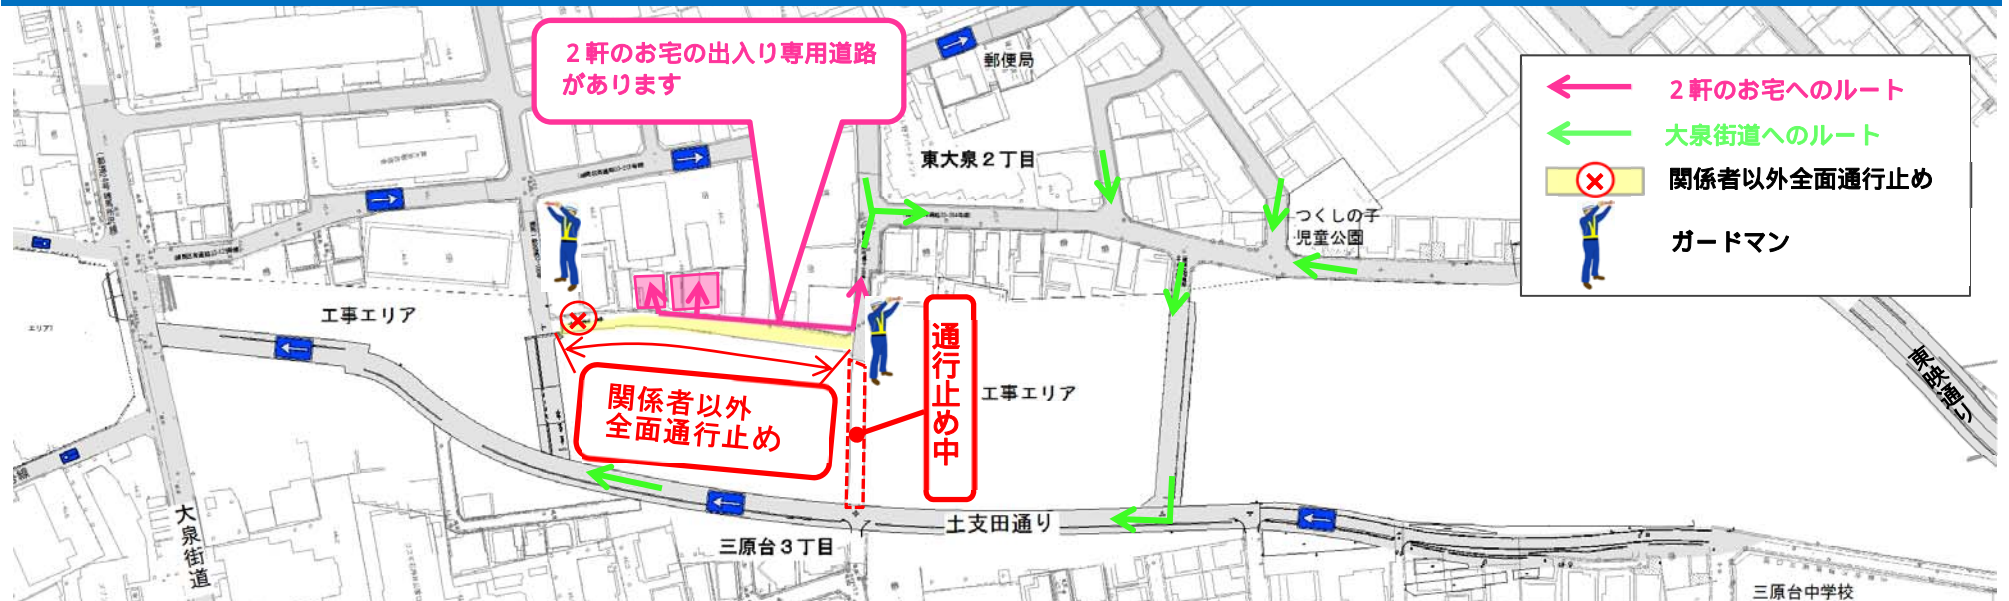 ２軒のお宅の出入り専用道路
があります
郵便局
東大泉２丁目
つくしの子
児童公園
２軒のお宅へのルート
大泉街道へのルート
関係者以外全面通行止め
ガードマン
工事エリア
エリア1
関係者以外
全面通行止め
通行止め中
工事エリア
東映通り
大泉街道
土支田通り
三原台３丁目
三原台中学校